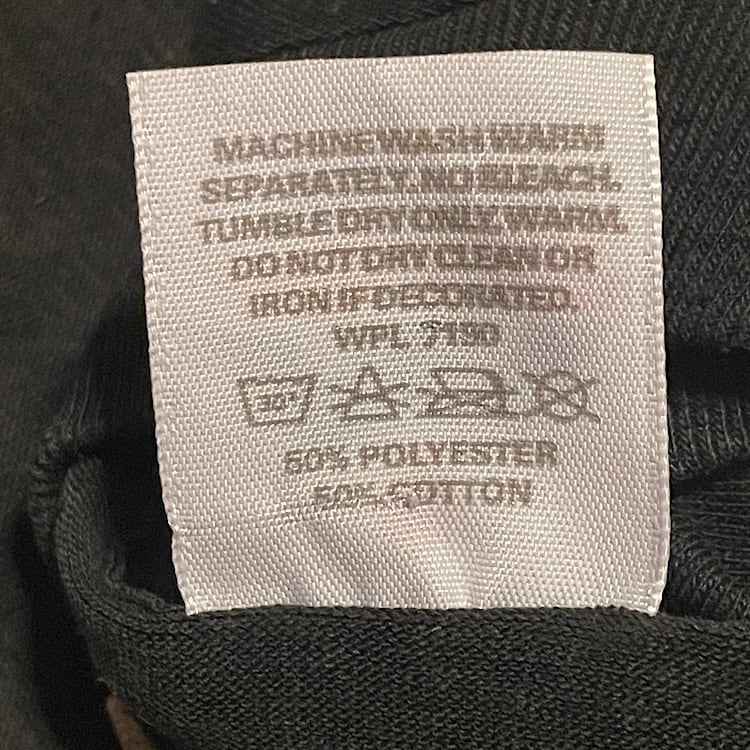 MACHINE WASH WARM
SEPARATELY. NO BLEACH.
TUMBLE DRY ONLY, WARM.
DO NOT DRY CLEAN OR
IRON IF DECORATED.
WPL 7190
30°
50% POLYESTER
50% COTTON